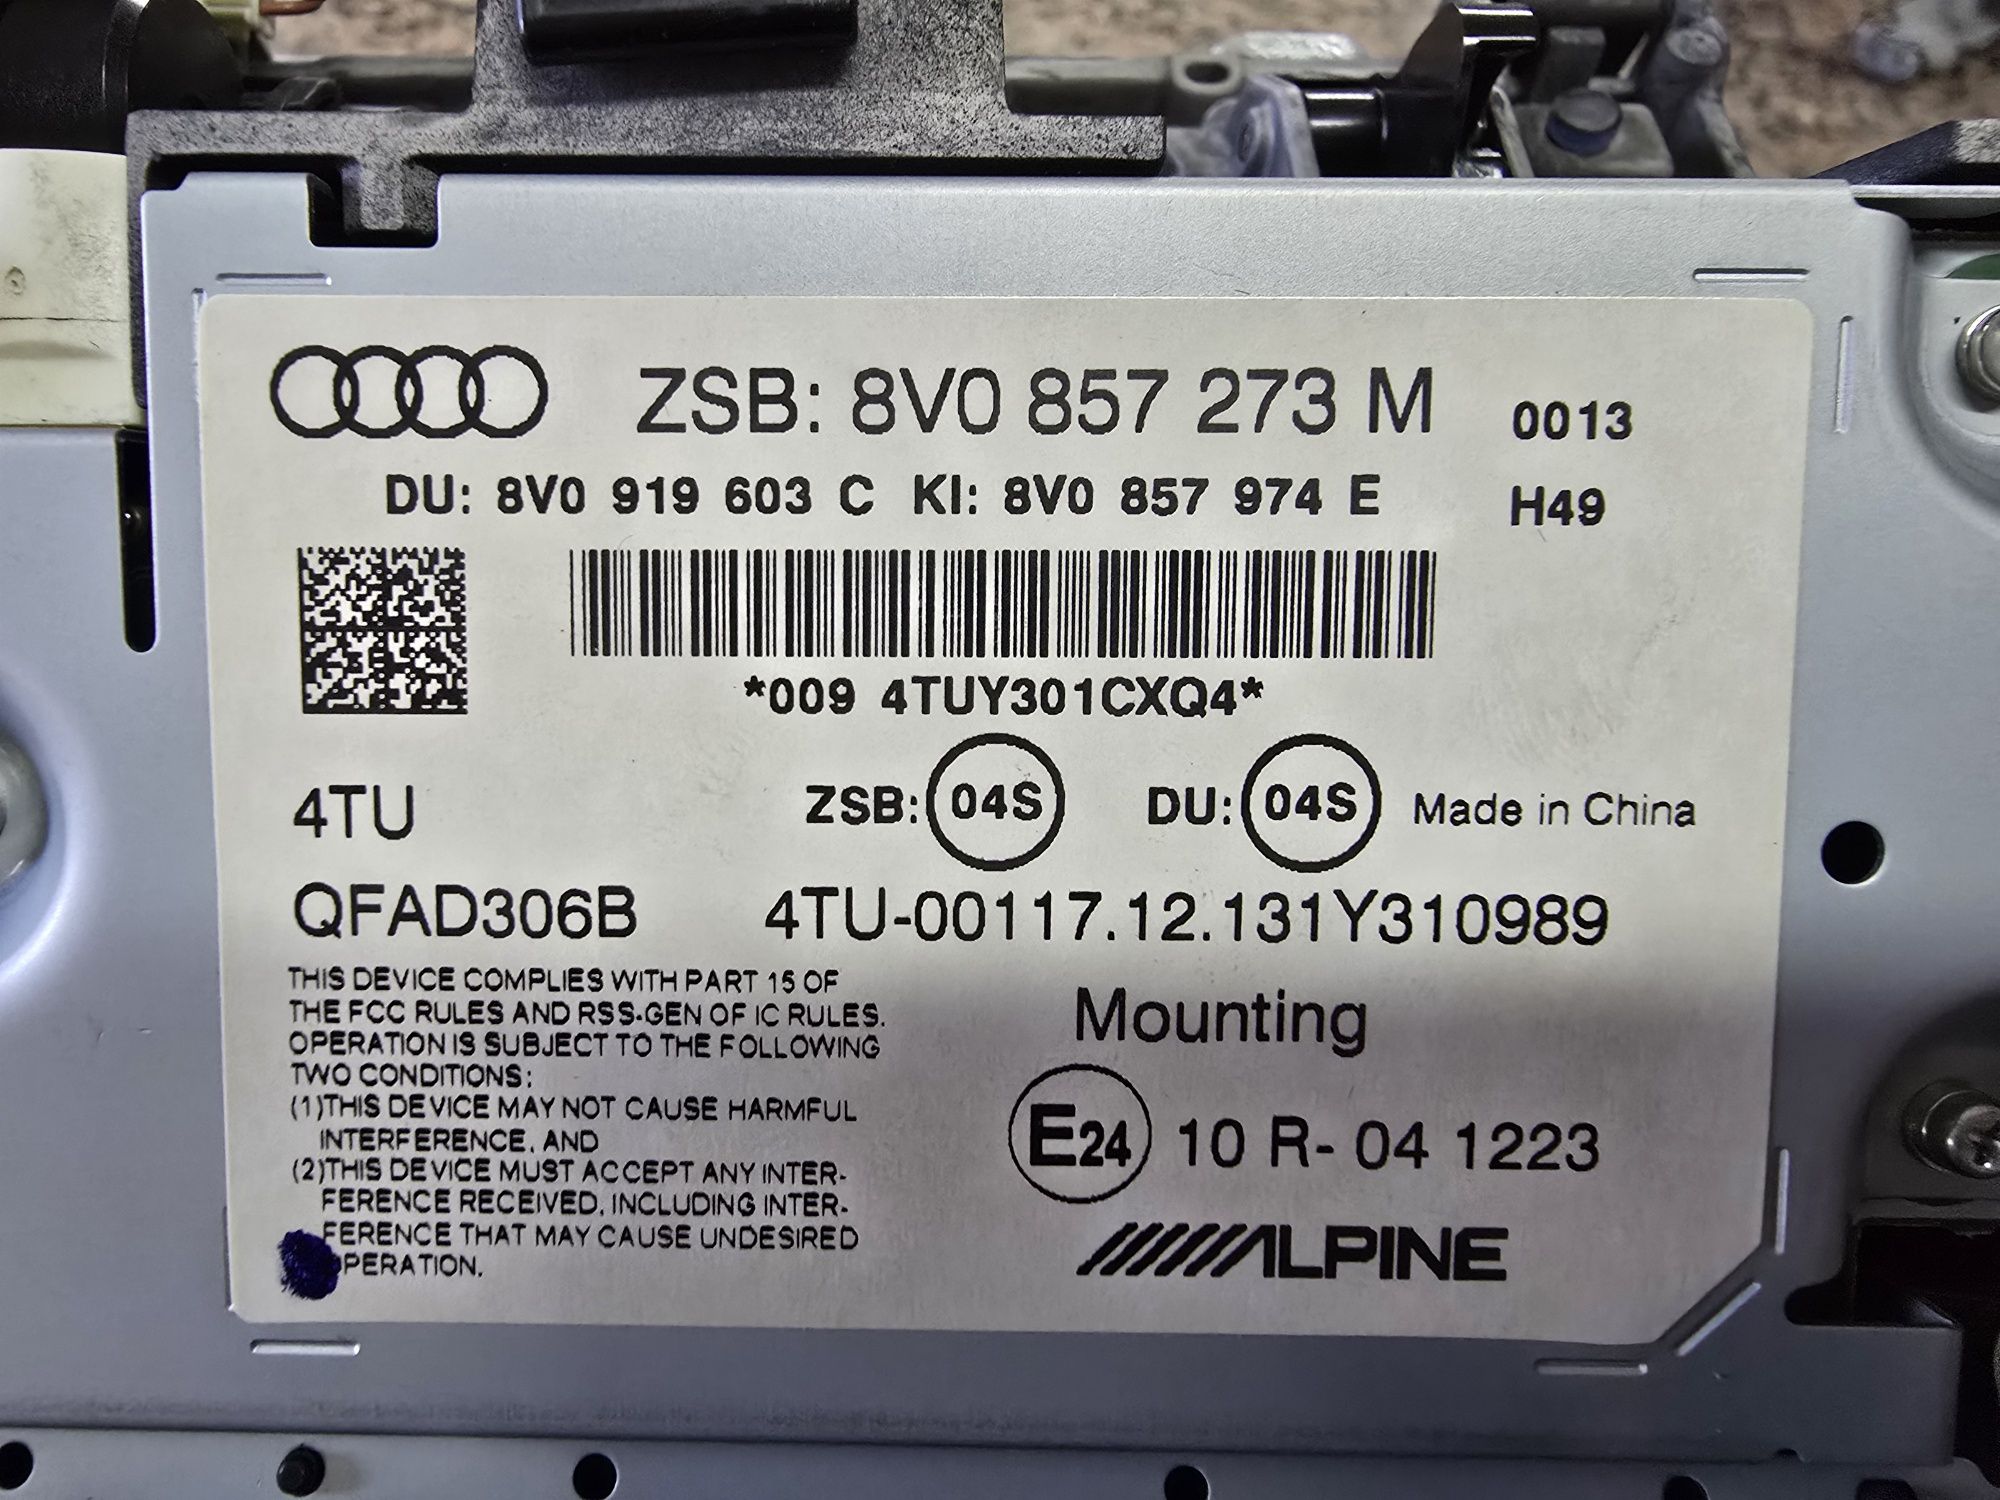 ZSB: 8V0 857 273 M 0013
DU: 8V0 919 603 C KI: 8V0 857 974 E H49
*009 4TUY301CXQ4*
4TU ZSB: 04S DU: 04S Made in China
QFAD306B 4TU-00117.12.131Y310989
THIS DEVICE COMPLIES WITH PART 15 OF
THE FCC RULES AND RSS-GEN OF IC RULES.
OPERATION IS SUBJECT TO THE FOLLOWING
TWO CONDITIONS:
(1)THIS DEVICE MAY NOT CAUSE HARMFUL
INTERFERENCE, AND
(2)THIS DEVICE MUST ACCEPT ANY INTER-
FERENCE RECEIVED, INCLUDING INTER-
FERENCE THAT MAY CAUSE UNDESIRED
OPERATION.
Mounting
E24 10 R- 04 1223
ALPINE